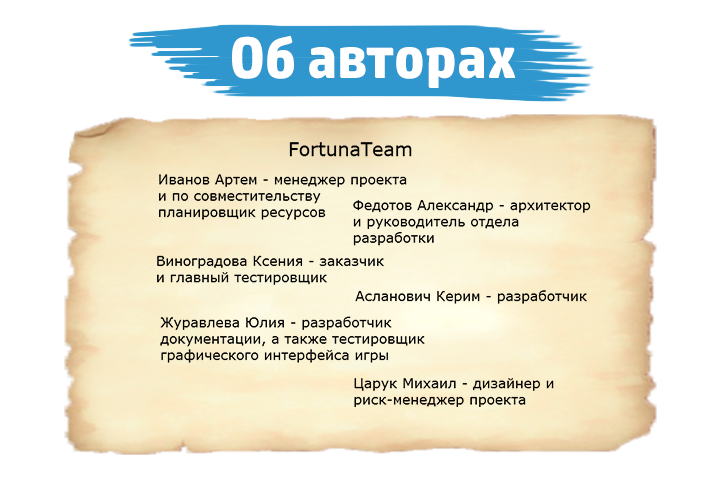 Об авторах
FortunaTeam
Иванов Артем - менеджер проекта
и по совместительству
планировщик ресурсов
Федотов Александр - архитектор
и руководитель отдела
разработки
Виноградова Ксения - заказчик
и главный тестировщик
Асланович Керим - разработчик
Журавлева Юлия - разработчик
документации, а также тестировщик
графического интерфейса игры
Царук Михаил - дизайнер и
риск-менеджер проекта